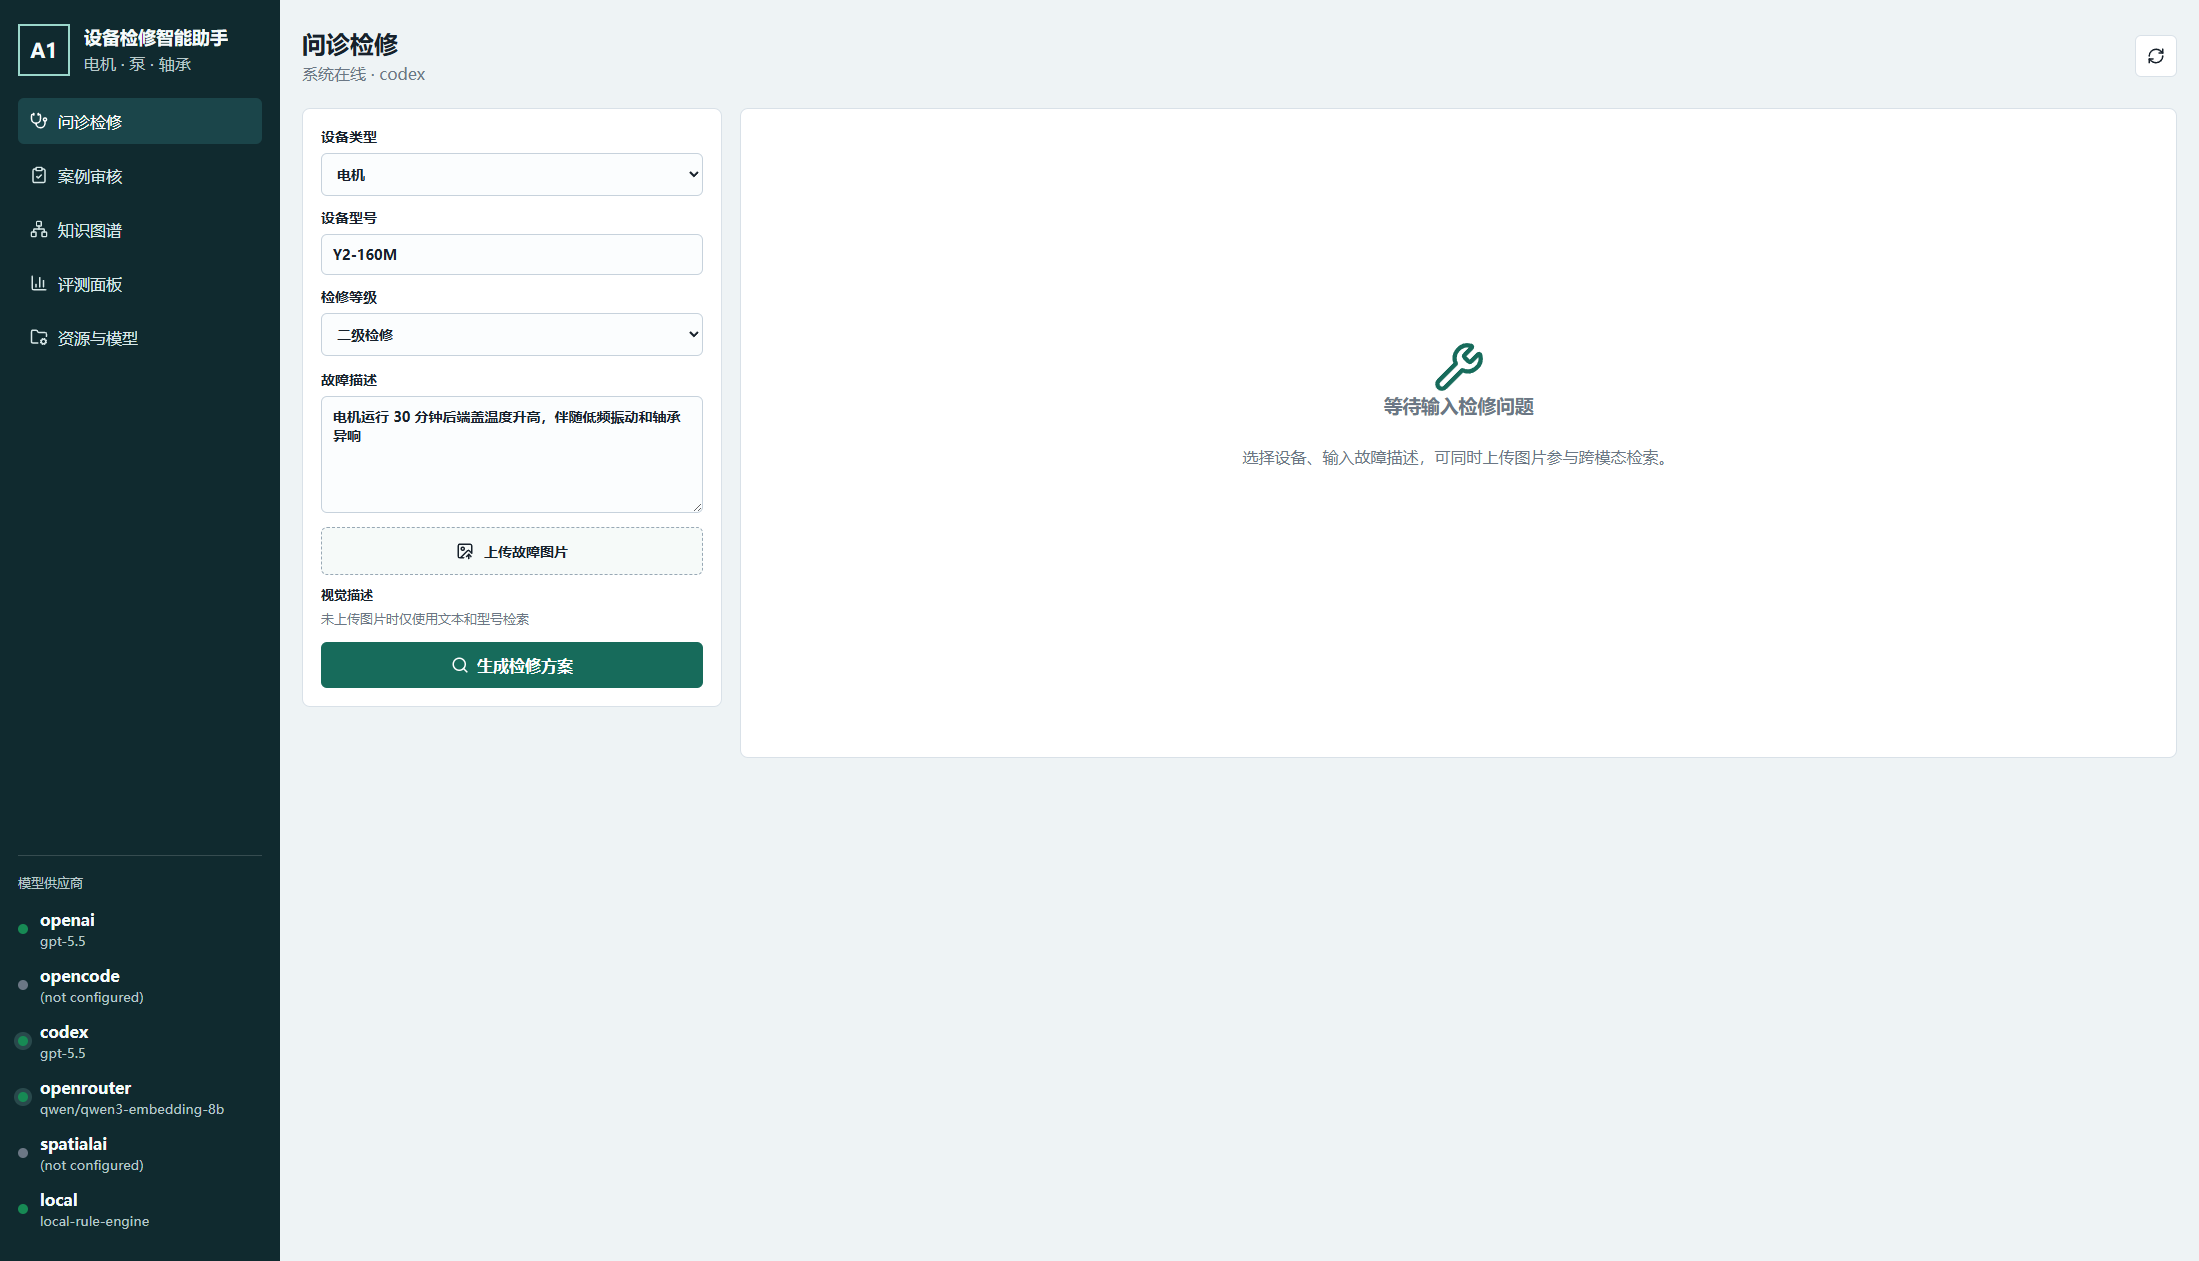 A1
设备检修智能助手
电机 · 泵 · 轴承
问诊检修
案例审核
知识图谱
评测面板
资源与模型
模型供应商
openai
gpt-5.5
opencode
(not configured)
codex
gpt-5.5
openrouter
qwen/qwen3-embedding-8b
spatialai
(not configured)
local
local-rule-engine
问诊检修
系统在线 · codex
设备类型
电机
设备型号
Y2-160M
检修等级
二级检修
故障描述
电机运行 30 分钟后端盖温度升高，伴随低频振动和轴承
异响
上传故障图片
视觉描述
未上传图片时仅使用文本和型号检索
生成检修方案
等待输入检修问题
选择设备、输入故障描述，可同时上传图片参与跨模态检索。